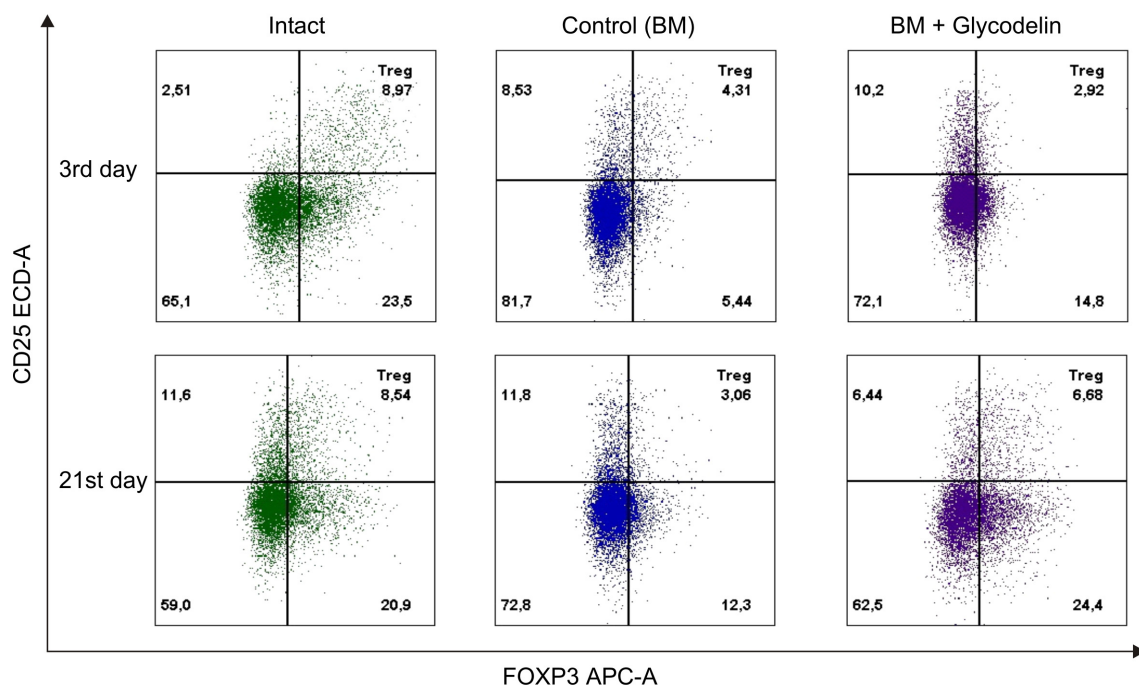 Intact
Control (BM)
BM + Glycodelin
CD25 ECD-A
3rd day
2,51
Treg
8,97
65,1
23,5
8,53
Treg
4,31
81,7
5,44
10,2
Treg
2,92
72,1
14,8
21st day
11,6
Treg
8,54
59,0
20,9
11,8
Treg
3,06
72,8
12,3
6,44
Treg
6,68
62,5
24,4
FOXP3 APC-A